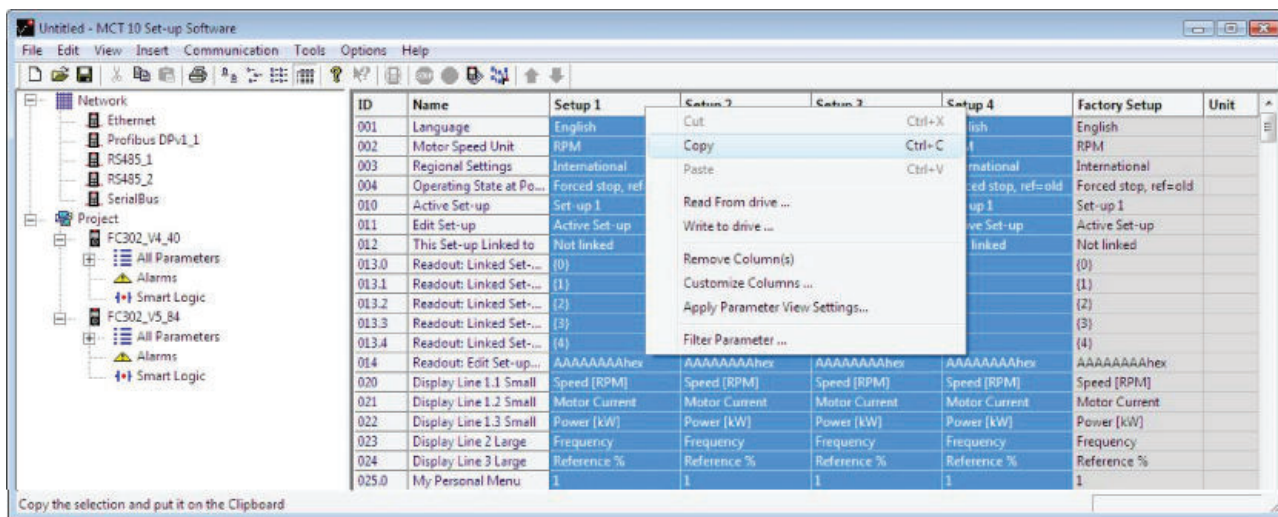 Untitled - MCT 10 Set-up Software
File Edit View Insert Communication Tools Options Help
Network
Ethernet
Profibus DPv1_1
RS485_1
RS485_2
SerialBus
Project
FC302_V4_40
All Parameters
Alarms
Smart Logic
FC302_V5_84
All Parameters
Alarms
Smart Logic
ID Name Setup 1 Setup 2 Setup 3 Setup 4 Factory Setup Unit
001 Language English lish English
002 Motor Speed Unit RPM RPM
003 Regional Settings International rnational International
004 Operating State at Po... Forced stop, ref ced stop, ref=old Forced stop, ref=old
010 Active Set-up Set-up 1 up 1 Set-up 1
011 Edit Set-up Active Set-up ve Set-up Active Set-up
012 This Set-up Linked to Not linked linked Not linked
013.0 Readout: Linked Set-... {0} {0}
013.1 Readout: Linked Set-... {1} {1}
013.2 Readout: Linked Set-... {2} {2}
013.3 Readout: Linked Set-... {3} {3}
013.4 Readout: Linked Set-... {4} {4}
014 Readout: Edit Set-up... AAAAAAAAhex AAAAAAAAhex AAAAAAAAhex AAAAAAAAhex AAAAAAAAhex
020 Display Line 1.1 Small Speed [RPM] Speed [RPM] Speed [RPM] Speed [RPM] Speed [RPM]
021 Display Line 1.2 Small Motor Current Motor Current Motor Current Motor Current Motor Current
022 Display Line 1.3 Small Power [kW] Power [kW] Power [kW] Power [kW] Power [kW]
023 Display Line 2 Large Frequency Frequency Frequency Frequency Frequency
024 Display Line 3 Large Reference % Reference % Reference % Reference % Reference %
025.0 My Personal Menu 1 1 1 1 1
Cut Ctrl+X
Copy Ctrl+C
Paste Ctrl+V
Read From drive ...
Write to drive ...
Remove Column(s)
Customize Columns ...
Apply Parameter View Settings...
Filter Parameter ...
Copy the selection and put it on the Clipboard